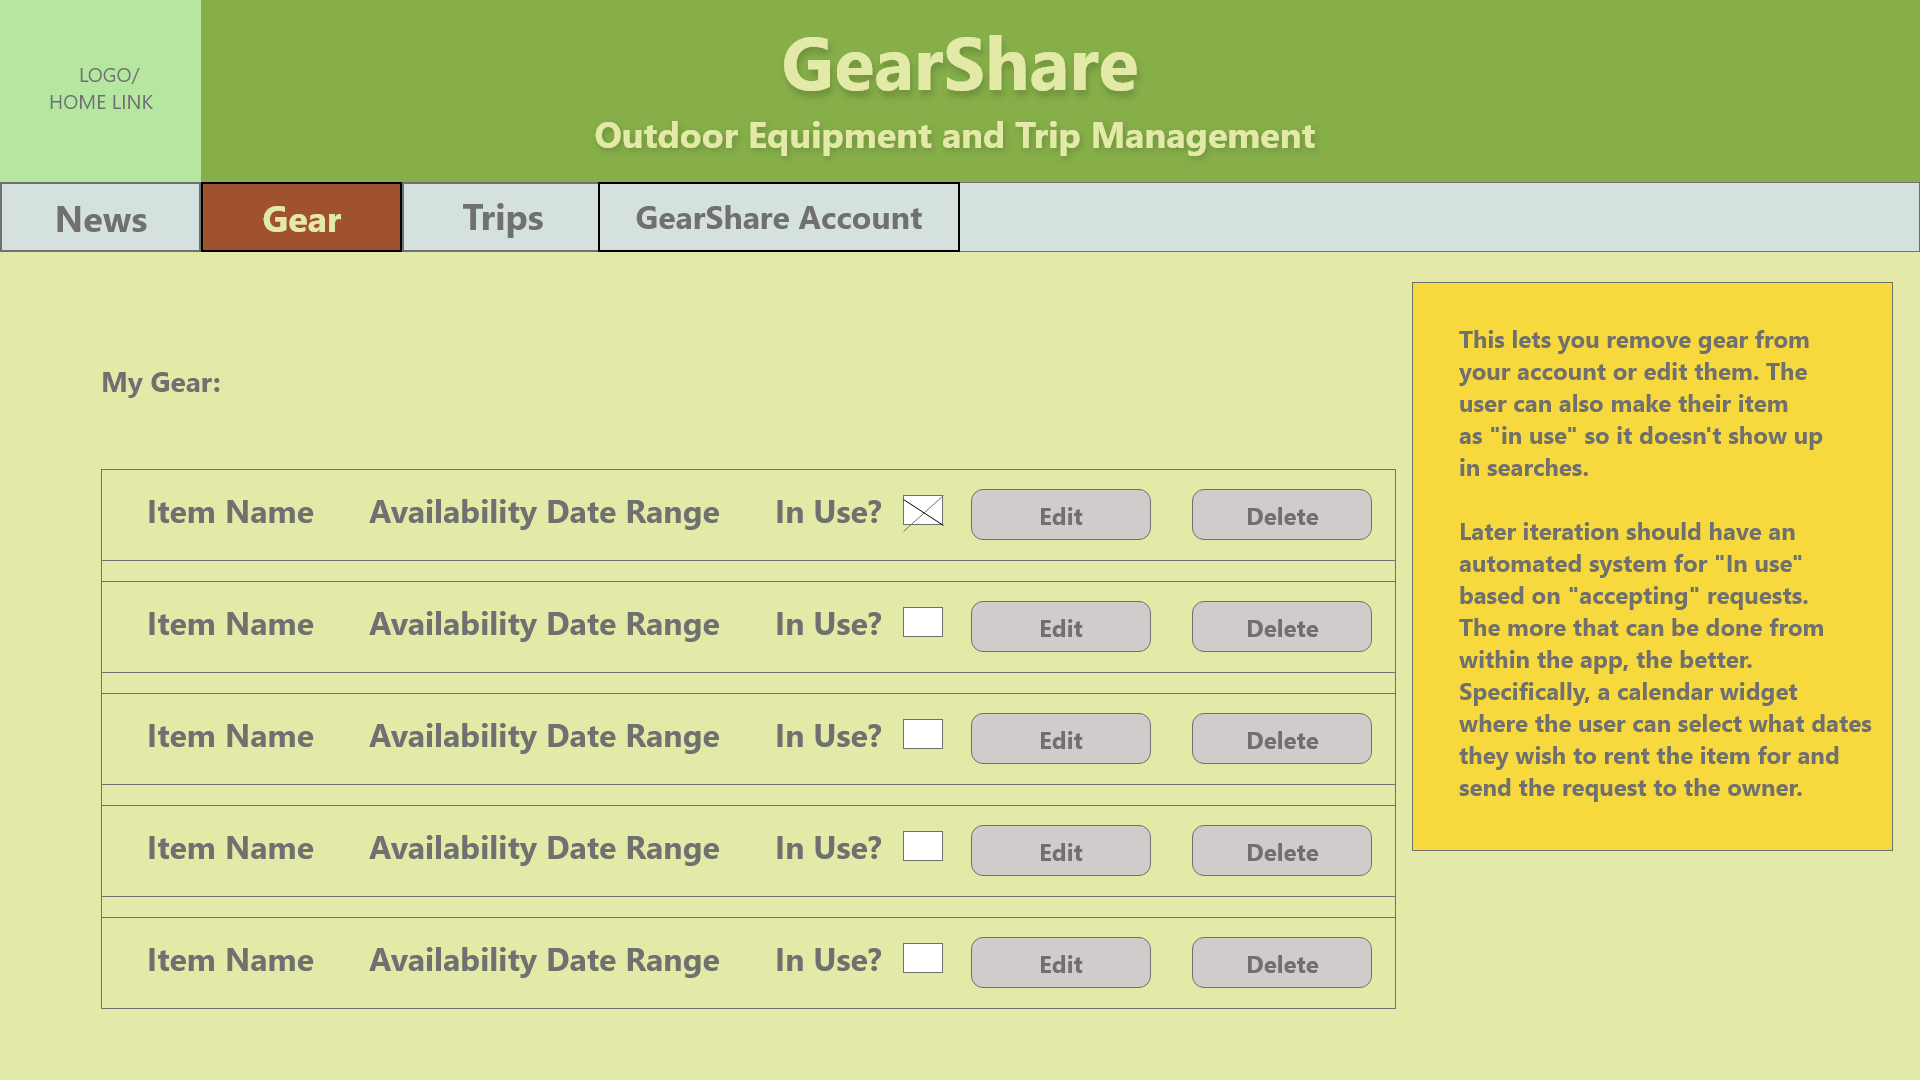 LOGO/
HOME LINK
GearShare
Outdoor Equipment and Trip Management
News Gear Trips GearShare Account
My Gear:
Item Name Availability Date Range In Use? Edit Delete
Item Name Availability Date Range In Use? Edit Delete
Item Name Availability Date Range In Use? Edit Delete
Item Name Availability Date Range In Use? Edit Delete
Item Name Availability Date Range In Use? Edit Delete
This lets you remove gear from
your account or edit them. The
user can also make their item
as "in use" so it doesn't show up
in searches.
Later iteration should have an
automated system for "In use"
based on "accepting" requests.
The more that can be done from
within the app, the better.
Specifically, a calendar widget
where the user can select what dates
they wish to rent the item for and
send the request to the owner.